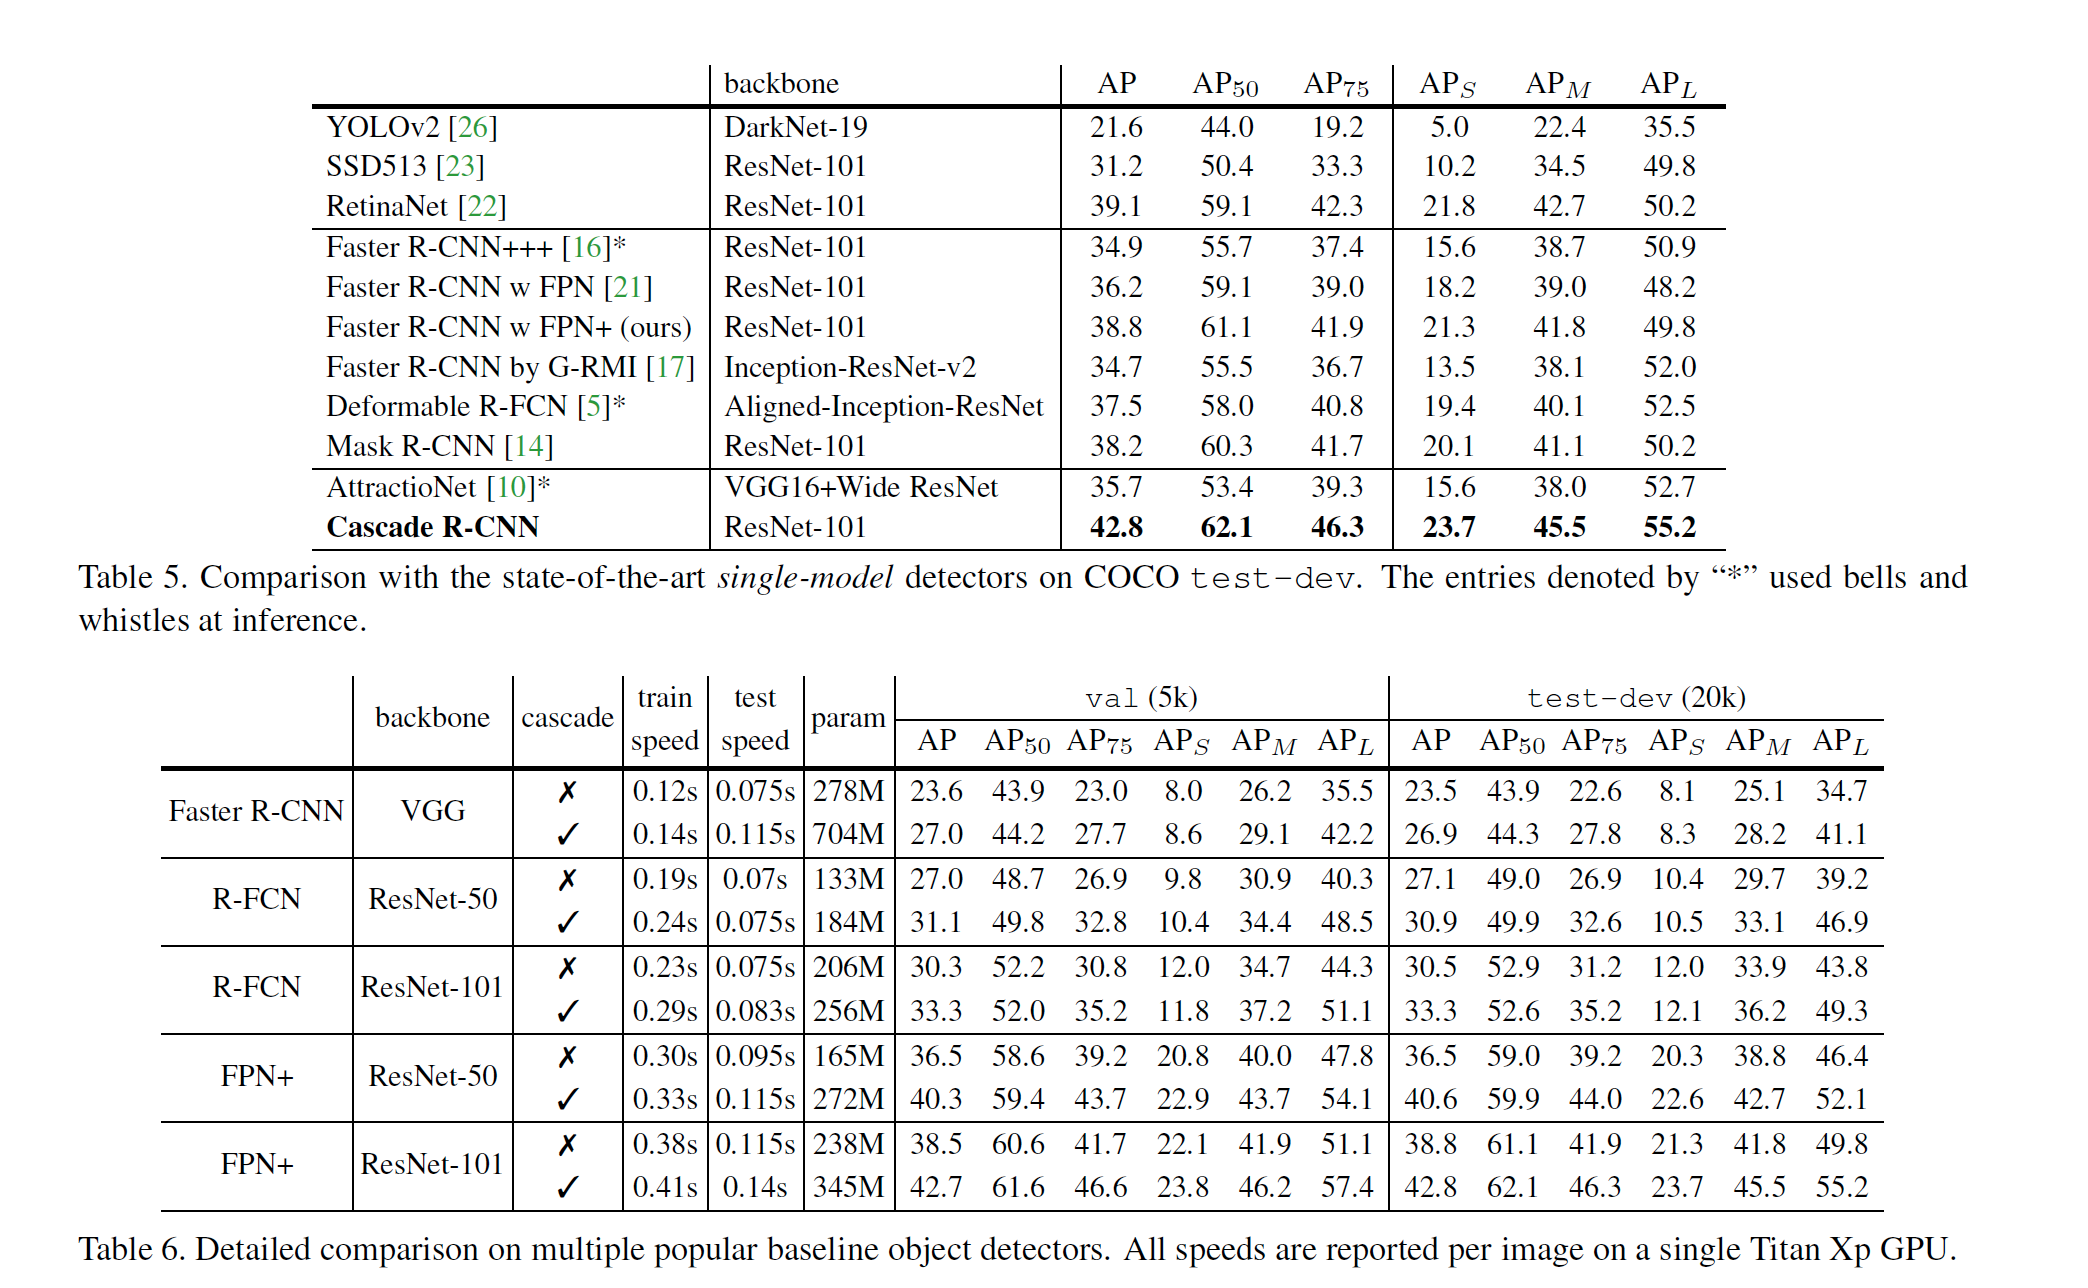 backbone AP AP50 AP75 APS APM APL
YOLOv2 [26] DarkNet-19 21.6 44.0 19.2 5.0 22.4 35.5
SSD513 [23] ResNet-101 31.2 50.4 33.3 10.2 34.5 49.8
RetinaNet [22] ResNet-101 39.1 59.1 42.3 21.8 42.7 50.2
Faster R-CNN+++ [16]* ResNet-101 34.9 55.7 37.4 15.6 38.7 50.9
Faster R-CNN w FPN [21] ResNet-101 36.2 59.1 39.0 18.2 39.0 48.2
Faster R-CNN w FPN+ (ours) ResNet-101 38.8 61.1 41.9 21.3 41.8 49.8
Faster R-CNN by G-RMI [17] Inception-ResNet-v2 34.7 55.5 36.7 13.5 38.1 52.0
Deformable R-FCN [5]* Aligned-Inception-ResNet 37.5 58.0 40.8 19.4 40.1 52.5
Mask R-CNN [14] ResNet-101 38.2 60.3 41.7 20.1 41.1 50.2
AttractioNet [10]* VGG16+Wide ResNet 35.7 53.4 39.3 15.6 38.0 52.7
Cascade R-CNN ResNet-101 42.8 62.1 46.3 23.7 45.5 55.2
Table 5. Comparison with the state-of-the-art single-model detectors on COCO test-dev. The entries denoted by “*” used bells and
whistles at inference.
backbone cascade train speed test speed param val (5k) test-dev (20k)
AP AP50 AP75 APS APM APL AP AP50 AP75 APS APM APL
Faster R-CNN VGG ✗ 0.12s 0.075s 278M 23.6 43.9 23.0 8.0 26.2 35.5 23.5 43.9 22.6 8.1 25.1 34.7
✓ 0.14s 0.115s 704M 27.0 44.2 27.7 8.6 29.1 42.2 26.9 44.3 27.8 8.3 28.2 41.1
R-FCN ResNet-50 ✗ 0.19s 0.07s 133M 27.0 48.7 26.9 9.8 30.9 40.3 27.1 49.0 26.9 10.4 29.7 39.2
✓ 0.24s 0.075s 184M 31.1 49.8 32.8 10.4 34.4 48.5 30.9 49.9 32.6 10.5 33.1 46.9
R-FCN ResNet-101 ✗ 0.23s 0.075s 206M 30.3 52.2 30.8 12.0 34.7 44.3 30.5 52.9 31.2 12.0 33.9 43.8
✓ 0.29s 0.083s 256M 33.3 52.0 35.2 11.8 37.2 51.1 33.3 52.6 35.2 12.1 36.2 49.3
FPN+ ResNet-50 ✗ 0.30s 0.095s 165M 36.5 58.6 39.2 20.8 40.0 47.8 36.5 59.0 39.2 20.3 38.8 46.4
✓ 0.33s 0.115s 272M 40.3 59.4 43.7 22.9 43.7 54.1 40.6 59.9 44.0 22.6 42.7 52.1
FPN+ ResNet-101 ✗ 0.38s 0.115s 238M 38.5 60.6 41.7 22.1 41.9 51.1 38.8 61.1 41.9 21.3 41.8 49.8
✓ 0.41s 0.14s 345M 42.7 61.6 46.6 23.8 46.2 57.4 42.8 62.1 46.3 23.7 45.5 55.2
Table 6. Detailed comparison on multiple popular baseline object detectors. All speeds are reported per image on a single Titan Xp GPU.